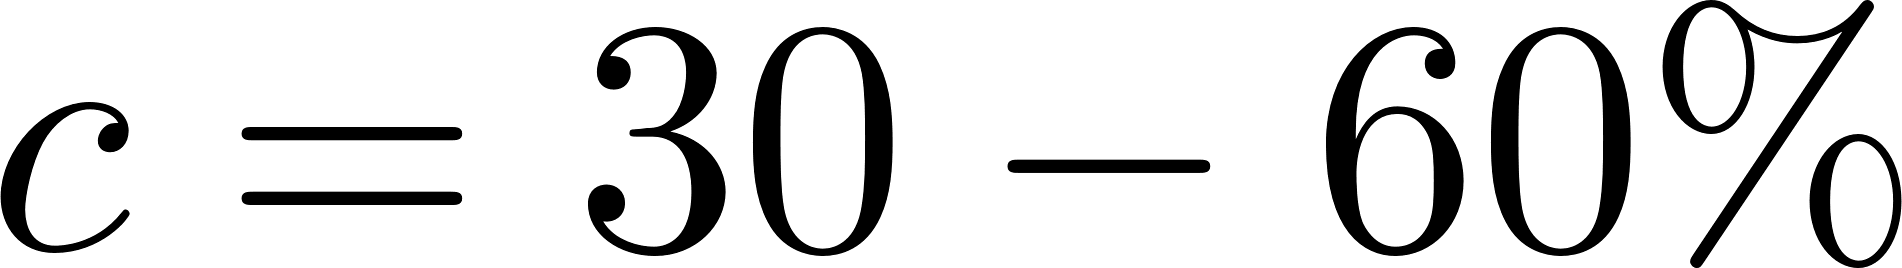 c = 30 − 60%